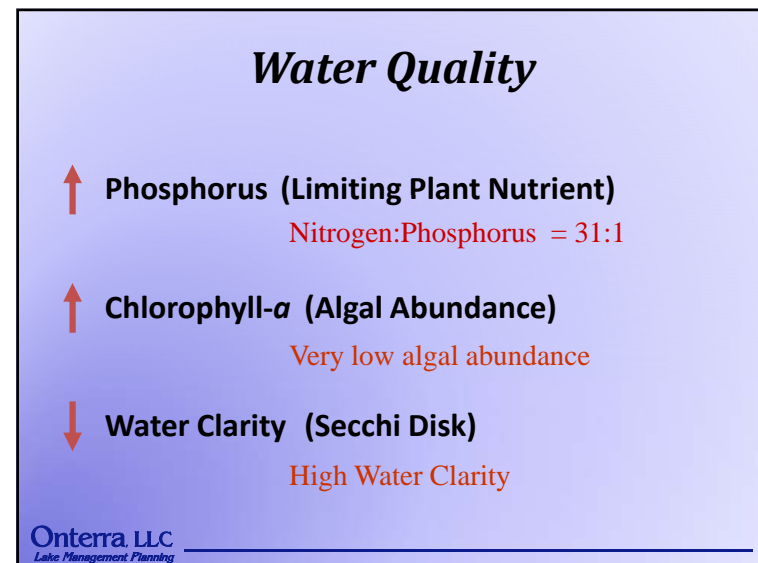 Water Quality
Phosphorus (Limiting Plant Nutrient)
Nitrogen:Phosphorus = 31:1
Chlorophyll-a (Algal Abundance)
Very low algal abundance
Water Clarity (Secchi Disk)
High Water Clarity
Onterra, LLC
Lake Management Planning